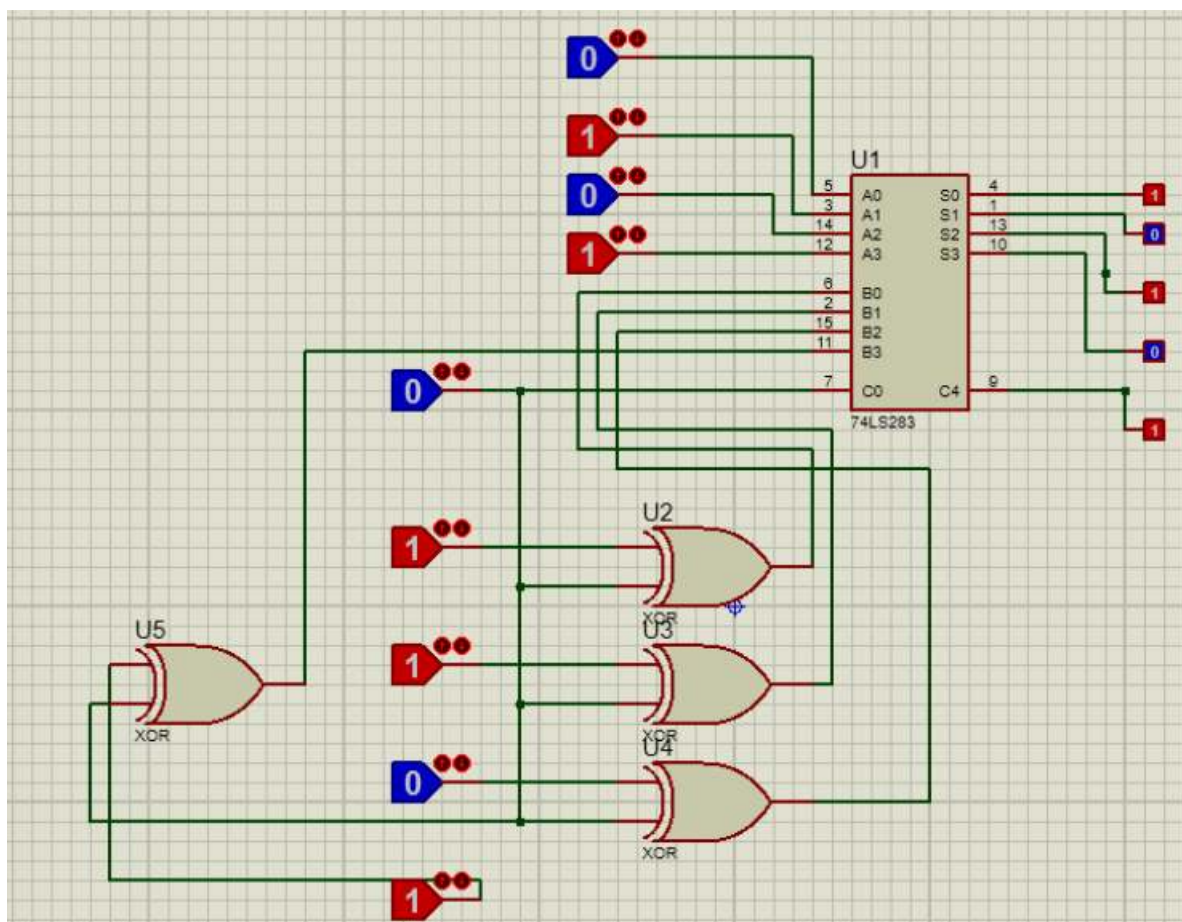 0
1
U1
0
5 A0 S0 4 1
3 A1 S1 1
14 A2 S2 13 0
1
12 A3 S3 10
6 B0 1
2 B1
15 B2
11 B3 0
0
7 C0 C4 9
74LS283
1
U2
1
XOR
U5
U3
1
XOR
XOR
U4
0
XOR
1